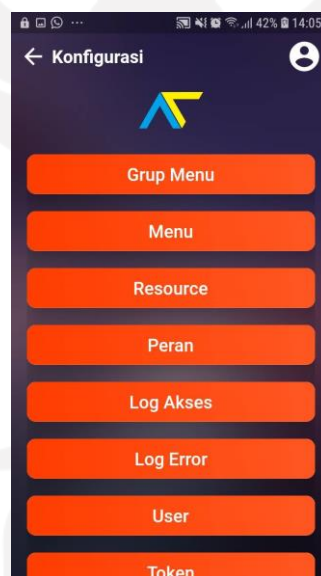 42% 14:05
Konfigurasi
Grup Menu
Menu
Resource
Peran
Log Akses
Log Error
User
Token